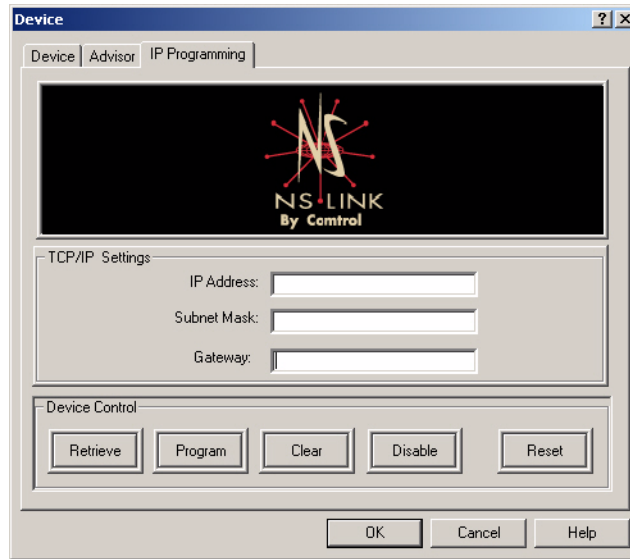 Device
Device Advisor IP Programming
NS
NS LINK
By Comtrol
TCP/IP Settings
IP Address:
Subnet Mask:
Gateway:
Device Control
Retrieve Program Clear Disable Reset
OK Cancel Help